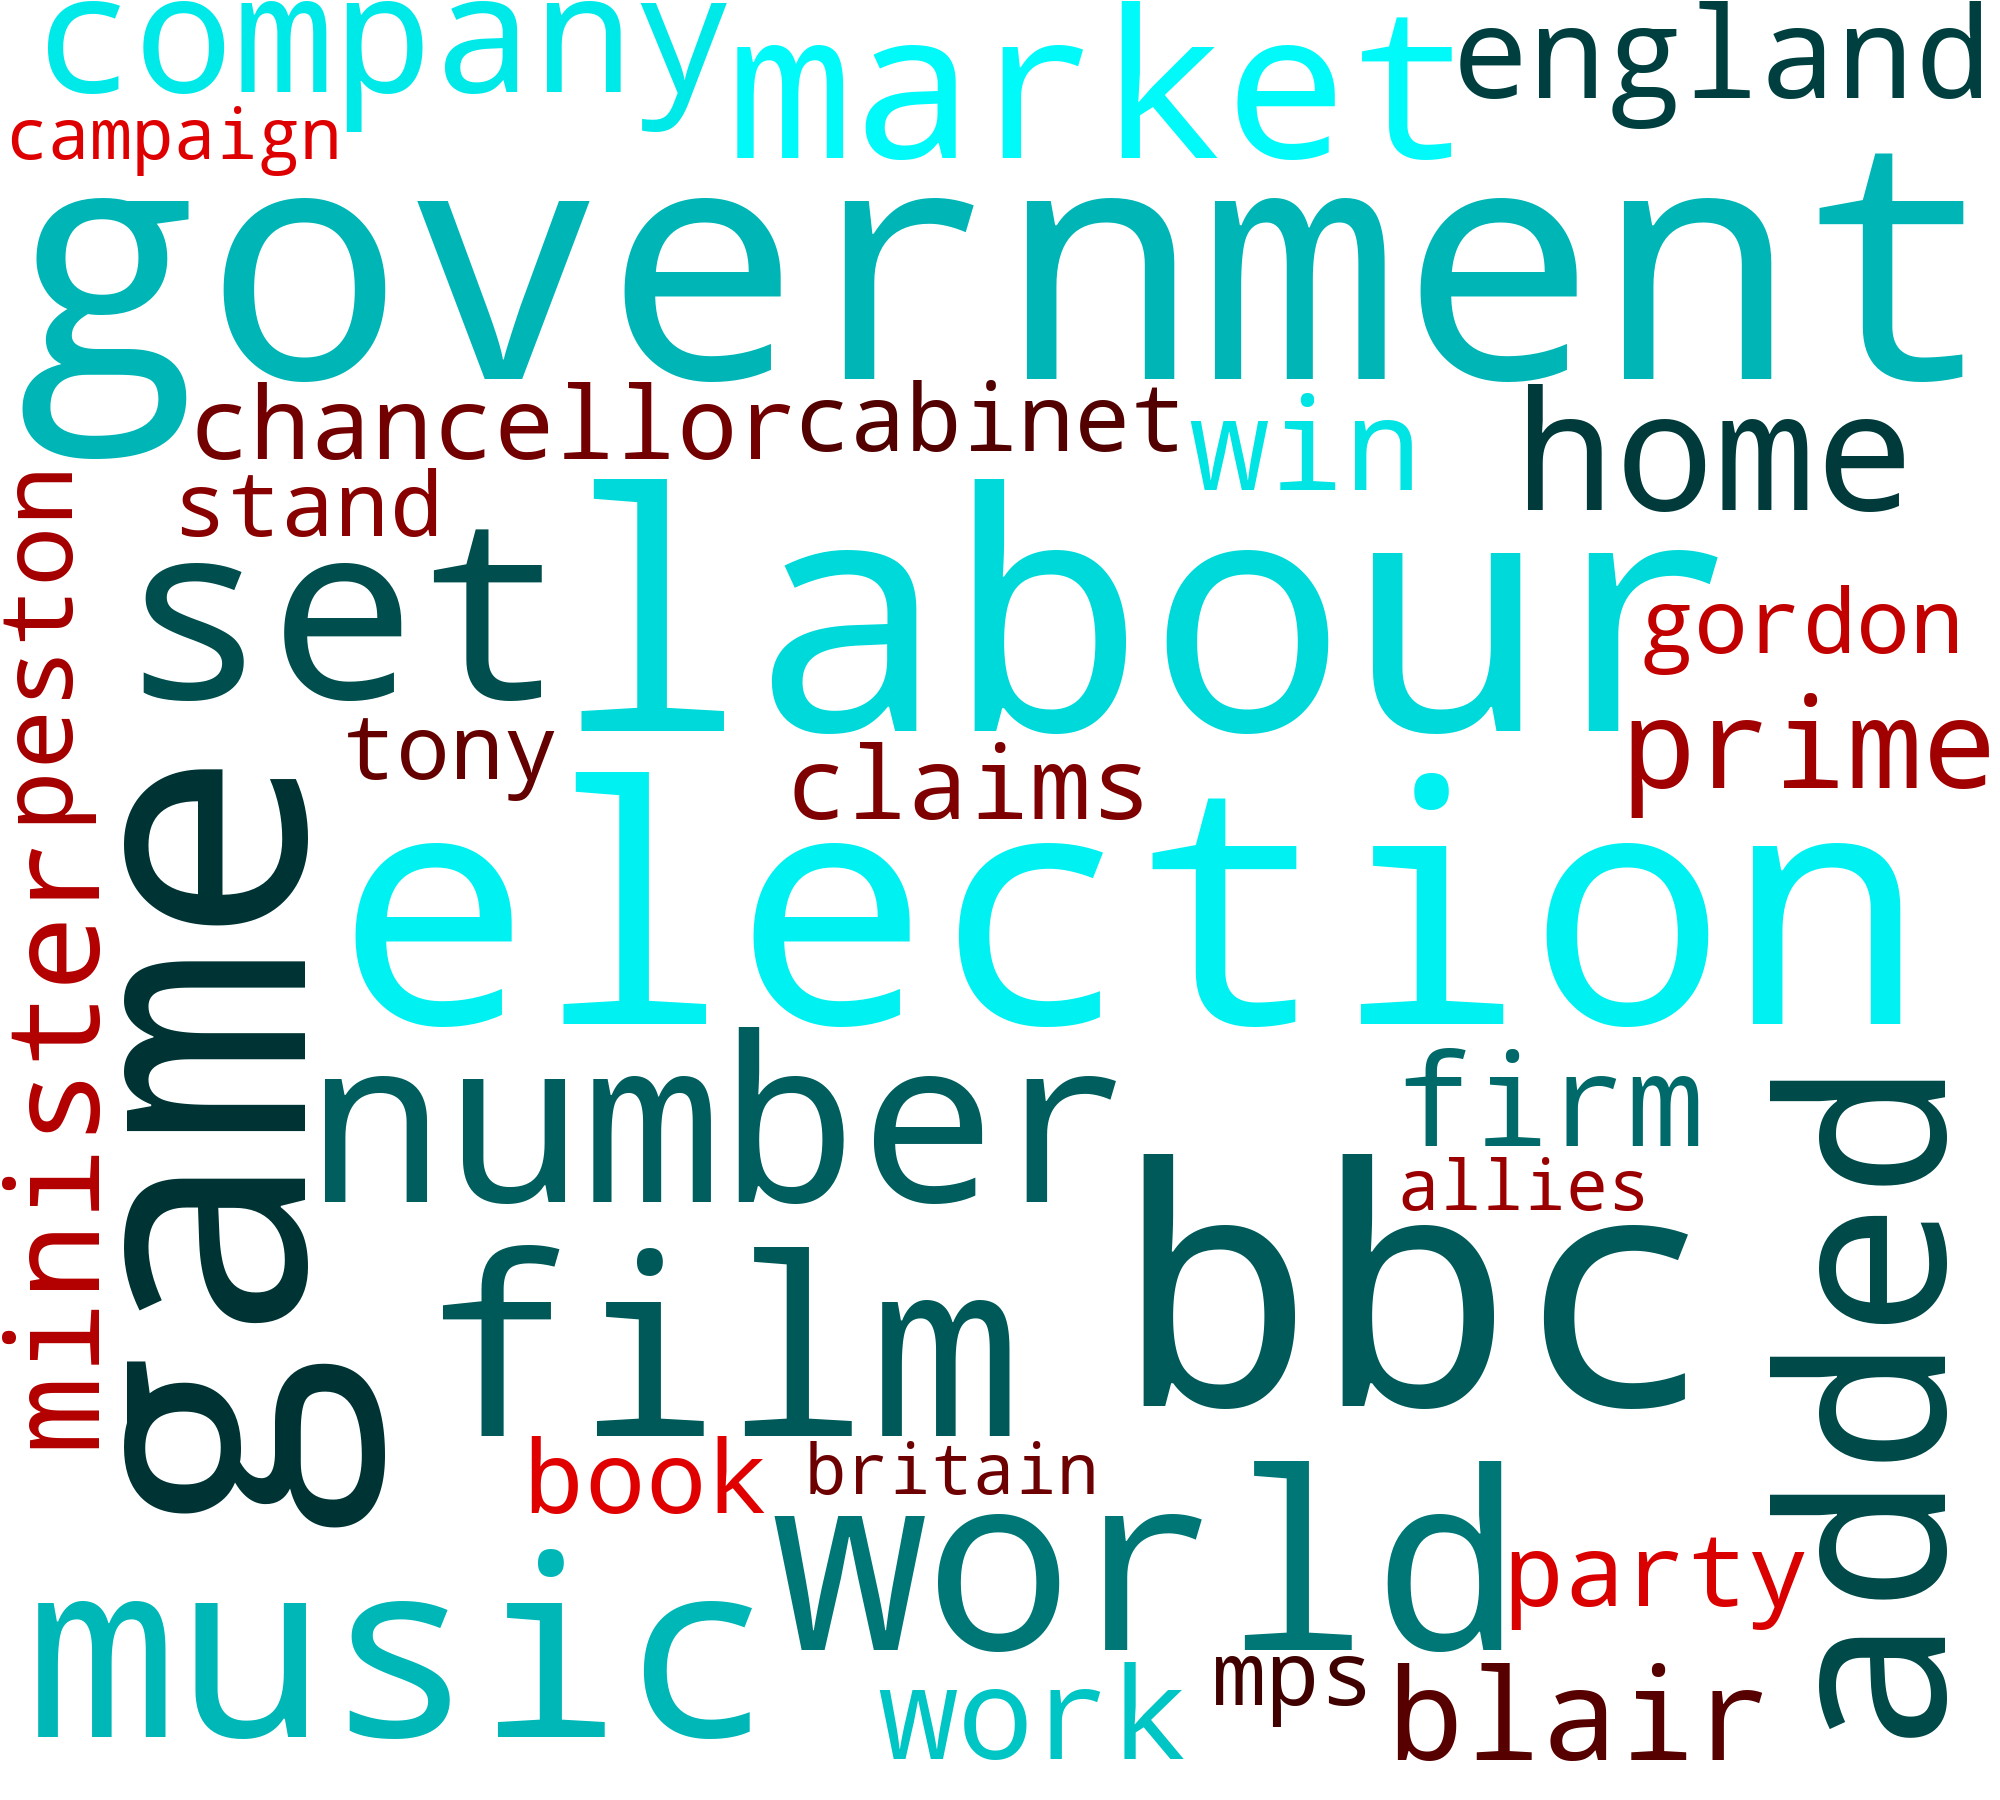 company
market
england
campaign
government
chancellor
cabinet
win
home
stand
peston
set
labour
gordon
tony
claims
prime
election
game
minister
number
firm
allies
added
film
bbc
book
britain
world
party
music
work
mps
blair